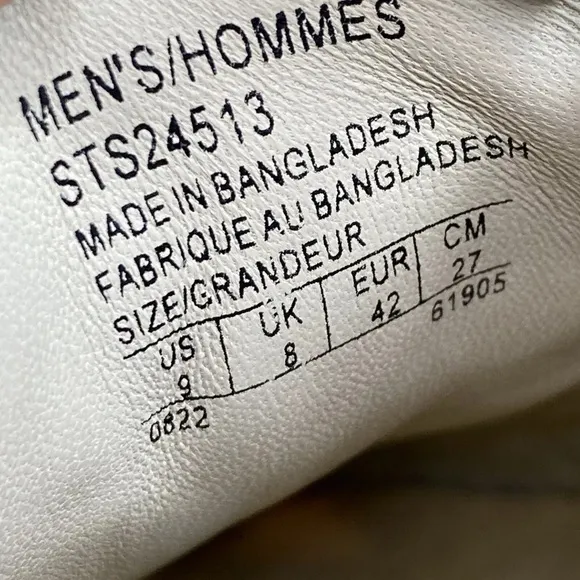 MEN'S/HOMMES
STS24513
MADE IN BANGLADESH
FABRIQUE AU BANGLADESH
SIZE/GRANDEUR
US UK EUR CM
9 8 42 27
0822 61905